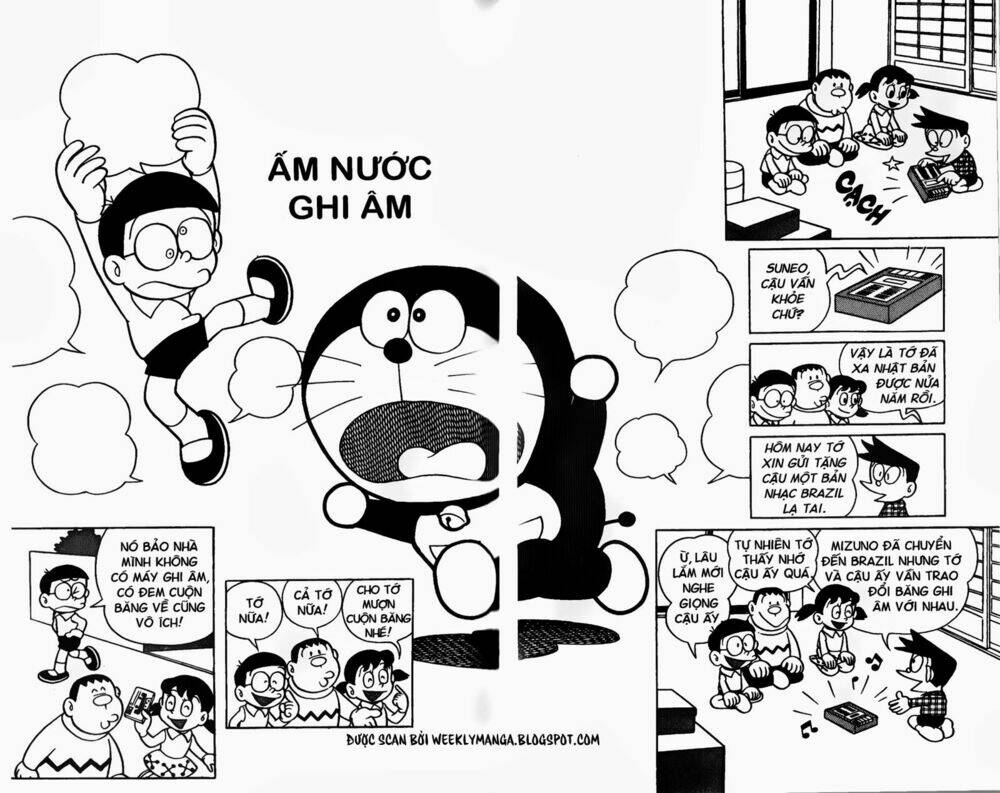 ẤM NƯỚC
GHI ÂM
CẠCH
SUNEO,
CẬU VẪN
KHỎE
CHỨ?
VẬY LÀ TỚ ĐÃ
XA NHẬT BẢN
ĐƯỢC NỬA
NĂM RỒI.
HÔM NAY TỚ
XIN GỬI TẶNG
CẬU MỘT BẢN
NHẠC BRAZIL
LẠ TAI.
MIZUNO ĐÃ CHUYỂN
ĐẾN BRAZIL NHƯNG TỚ
VÀ CẬU ẤY VẪN TRAO
ĐỔI BĂNG GHI
ÂM VỚI NHAU.
TỰ NHIÊN TỚ
THẤY NHỚ
CẬU ẤY QUÁ.
Ừ, LÂU
LẮM MỚI
NGHE
GIỌNG
CẬU ẤY
CHO TỚ
MƯỢN
CUỘN BĂNG
NHÉ!
CẢ TỚ
NỮA!
TỚ
NỮA!
NÓ BẢO NHÀ
MÌNH KHÔNG
CÓ MÁY GHI ÂM,
CÓ ĐEM CUỘN
BĂNG VỀ CŨNG
VÔ ÍCH!
ĐƯỢC SCAN BỞI WEEKLYMANGA.BLOGSPOT.COM